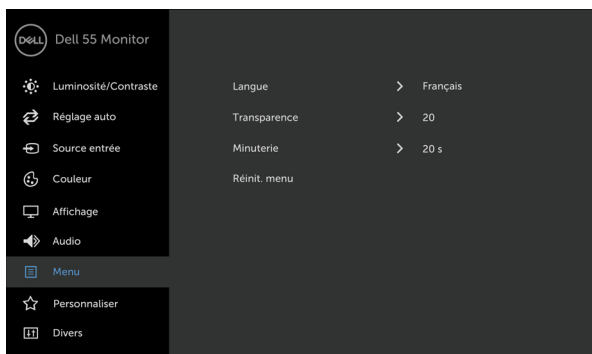 DELL Dell 55 Monitor
Luminosité/Contraste
Réglage auto
Source entrée
Couleur
Affichage
Audio
Menu
Personnaliser
Divers
Langue > Français
Transparence > 20
Minuterie > 20 s
Réinit. menu